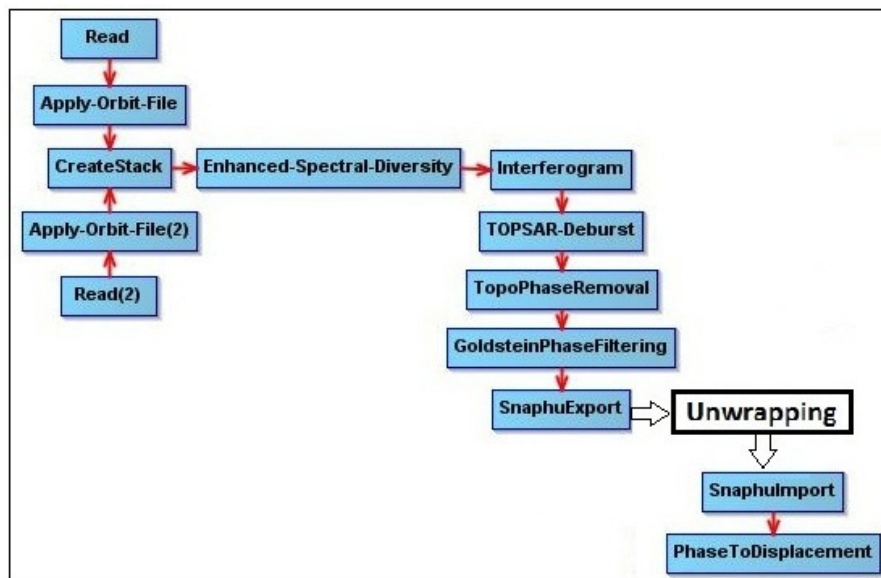 Read
Apply-Orbit-File
CreateStack
Enhanced-Spectral-Diversity
Interferogram
Apply-Orbit-File(2)
TOPSAR-Deburst
Read(2)
TopoPhaseRemoval
GoldsteinPhaseFiltering
SnaphuExport
Unwrapping
SnaphuImport
PhaseToDisplacement